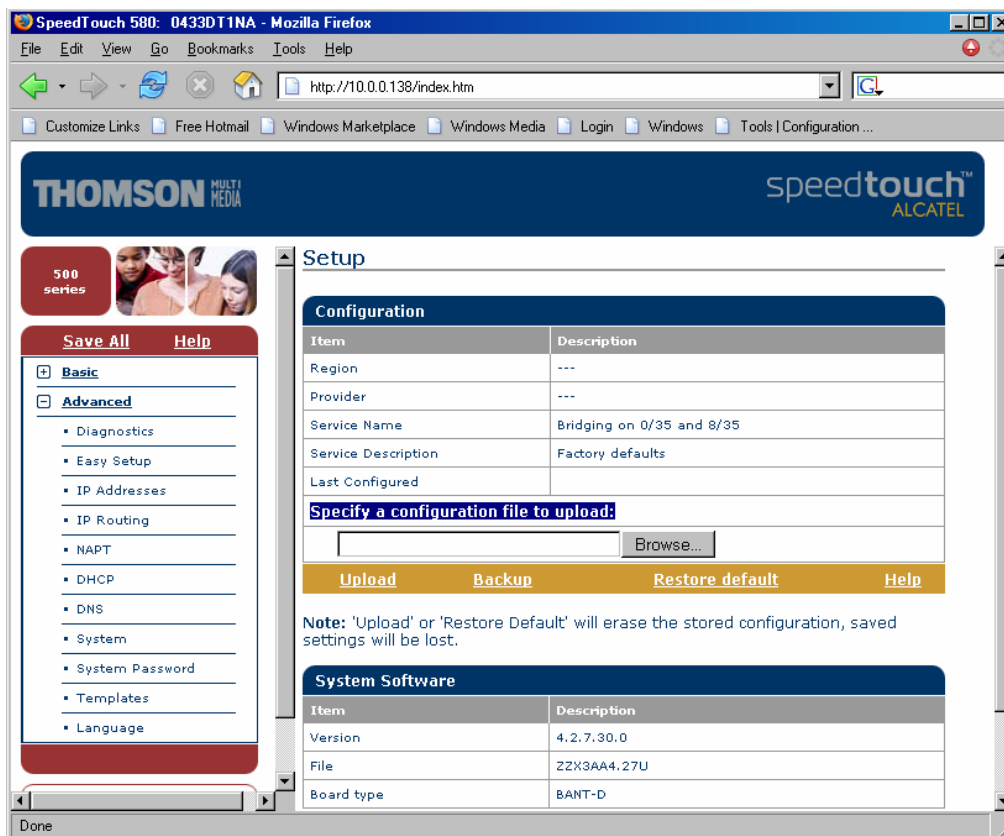 SpeedTouch 580: 0433DT1NA - Mozilla Firefox
File Edit View Go Bookmarks Tools Help
http://10.0.0.138/index.htm
G
Customize Links Free Hotmail Windows Marketplace Windows Media Login Windows Tools | Configuration ...
THOMSON MULTI MEDIA
speedtouch™
ALCATEL
500 series
Save All Help
Basic
Advanced
Diagnostics
Easy Setup
IP Addresses
IP Routing
NAPT
DHCP
DNS
System
System Password
Templates
Language
Setup
Configuration
Item Description
Region ---
Provider ---
Service Name Bridging on 0/35 and 8/35
Service Description Factory defaults
Last Configured
Specify a configuration file to upload:
Browse...
Upload Backup Restore default Help
Note: 'Upload' or 'Restore Default' will erase the stored configuration, saved
settings will be lost.
System Software
Item Description
Version 4.2.7.30.0
File ZZX3AA4.27U
Board type BANT-D
Done